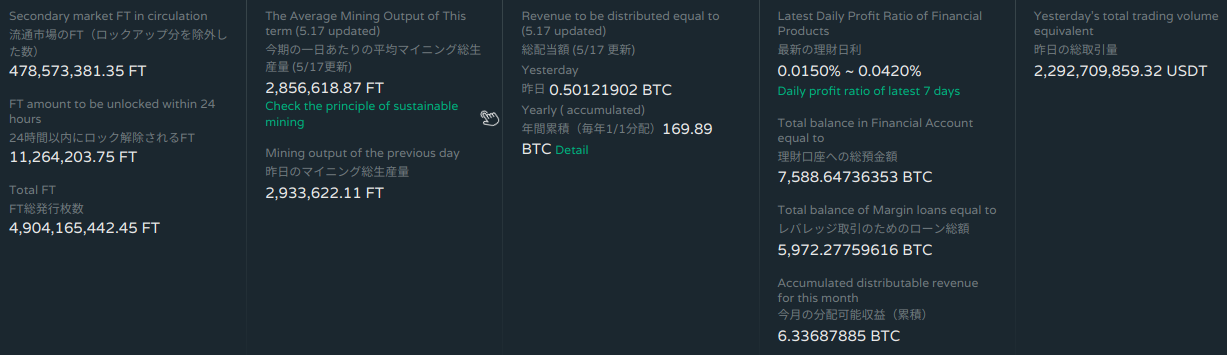 Secondary market FT in circulation
流通市場のFT（ロックアップ分を除外し
た数）
478,573,381.35 FT
FT amount to be unlocked within 24
hours
24時間以内にロック解除されるFT
11,264,203.75 FT
Total FT
FT総発行枚数
4,904,165,442.45 FT
The Average Mining Output of This
term (5.17 updated)
今期の一日あたりの平均マイニング総生
産量 (5/17更新)
2,856,618.87 FT
Check the principle of sustainable
mining
Mining output of the previous day
昨日のマイニング総生産量
2,933,622.11 FT
Revenue to be distributed equal to
(5.17 updated)
総配当額 (5/17 更新)
Yesterday
昨日 0.50121902 BTC
Yearly ( accumulated)
年間累積（毎年1/1分配）169.89
BTC Detail
Latest Daily Profit Ratio of Financial
Products
最新の理財日利
0.0150% ~ 0.0420%
Daily profit ratio of latest 7 days
Total balance in Financial Account
equal to
理財口座への総預金額
7,588.64736353 BTC
Total balance of Margin loans equal to
レバレッジ取引のためのローン総額
5,972.27759616 BTC
Accumulated distributable revenue
for this month
今月の分配可能収益（累積）
6.33687885 BTC
Yesterday's total trading volume
equivalent
昨日の総取引量
2,292,709,859.32 USDT